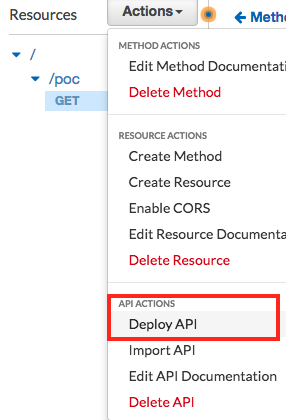 Resources
Actions
Metho
/
/poc
GET
METHOD ACTIONS
Edit Method Documentati
Delete Method
RESOURCE ACTIONS
Create Method
Create Resource
Enable CORS
Edit Resource Documenta
Delete Resource
API ACTIONS
Deploy API
Import API
Edit API Documentation
Delete API